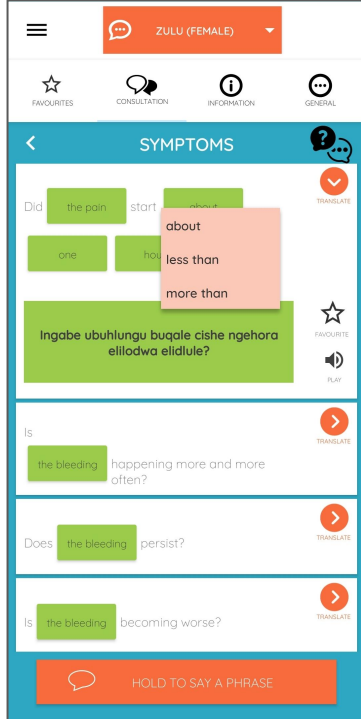 ZULU (FEMALE)
FAVOURITES CONSULTATION INFORMATION GENERAL
SYMPTOMS
Did the pain start about
TRANSLATE
about
less than
more than
one
Ingabe ubuhlungu buqale cishe ngehora
elilodwa elidlule?
FAVOURITE
PLAY
Is
the bleeding happening more and more
often?
TRANSLATE
Does the bleeding persist?
TRANSLATE
Is the bleeding becoming worse?
TRANSLATE
HOLD TO SAY A PHRASE